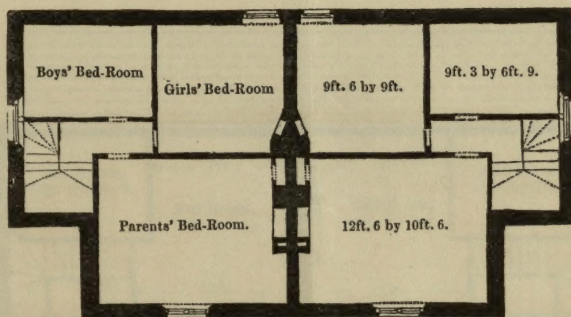 Boys' Bed-Room
Girls' Bed-Room
9ft. 6 by 9ft.
9ft. 3 by 6ft. 9.
Parents' Bed-Room.
12ft. 6 by 10ft. 6.